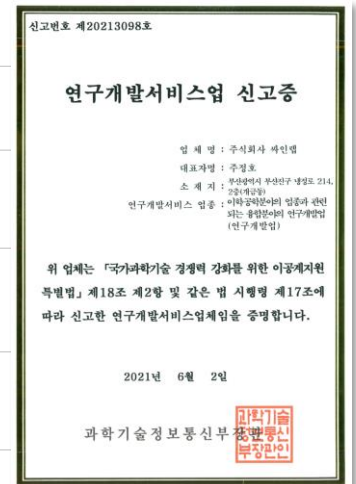 신고번호 제20213098호
연구개발서비스업 신고증
업 체 명 : 주식회사 싸인랩
대표자명 : 주정호
소 재 지 : 부산광역시 부산진구 냉정로 214,
2층(개금동)
연구개발서비스 업종 : 이학·공학분야의 업종과 관련
되는 융합분야의 연구개발업
(연구개발업)
위 업체는 「국가과학기술 경쟁력 강화를 위한 이공계지원
특별법」 제18조 제2항 및 같은 법 시행령 제17조에
따라 신고한 연구개발서비스업체임을 증명합니다.
2021년 6월 2일
과학기술정보통신부장관
과학기술
정보통신
부장관인